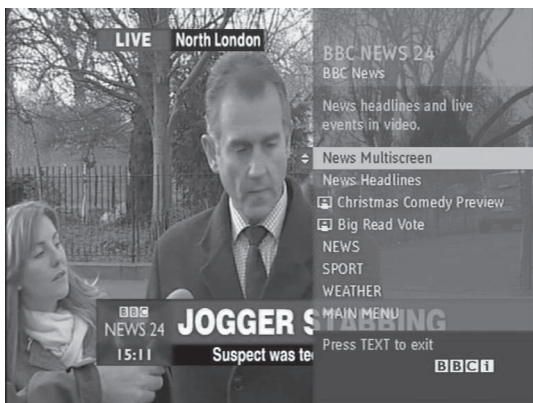 LIVE North London
BBC NEWS 24
BBC News
News headlines and live
events in video.
News Multiscreen
News Headlines
Christmas Comedy Preview
Big Read Vote
NEWS
SPORT
WEATHER
MAIN MENU
Press TEXT to exit
BBCi
BBC
NEWS 24
15:11
JOGGER STABBING
Suspect was